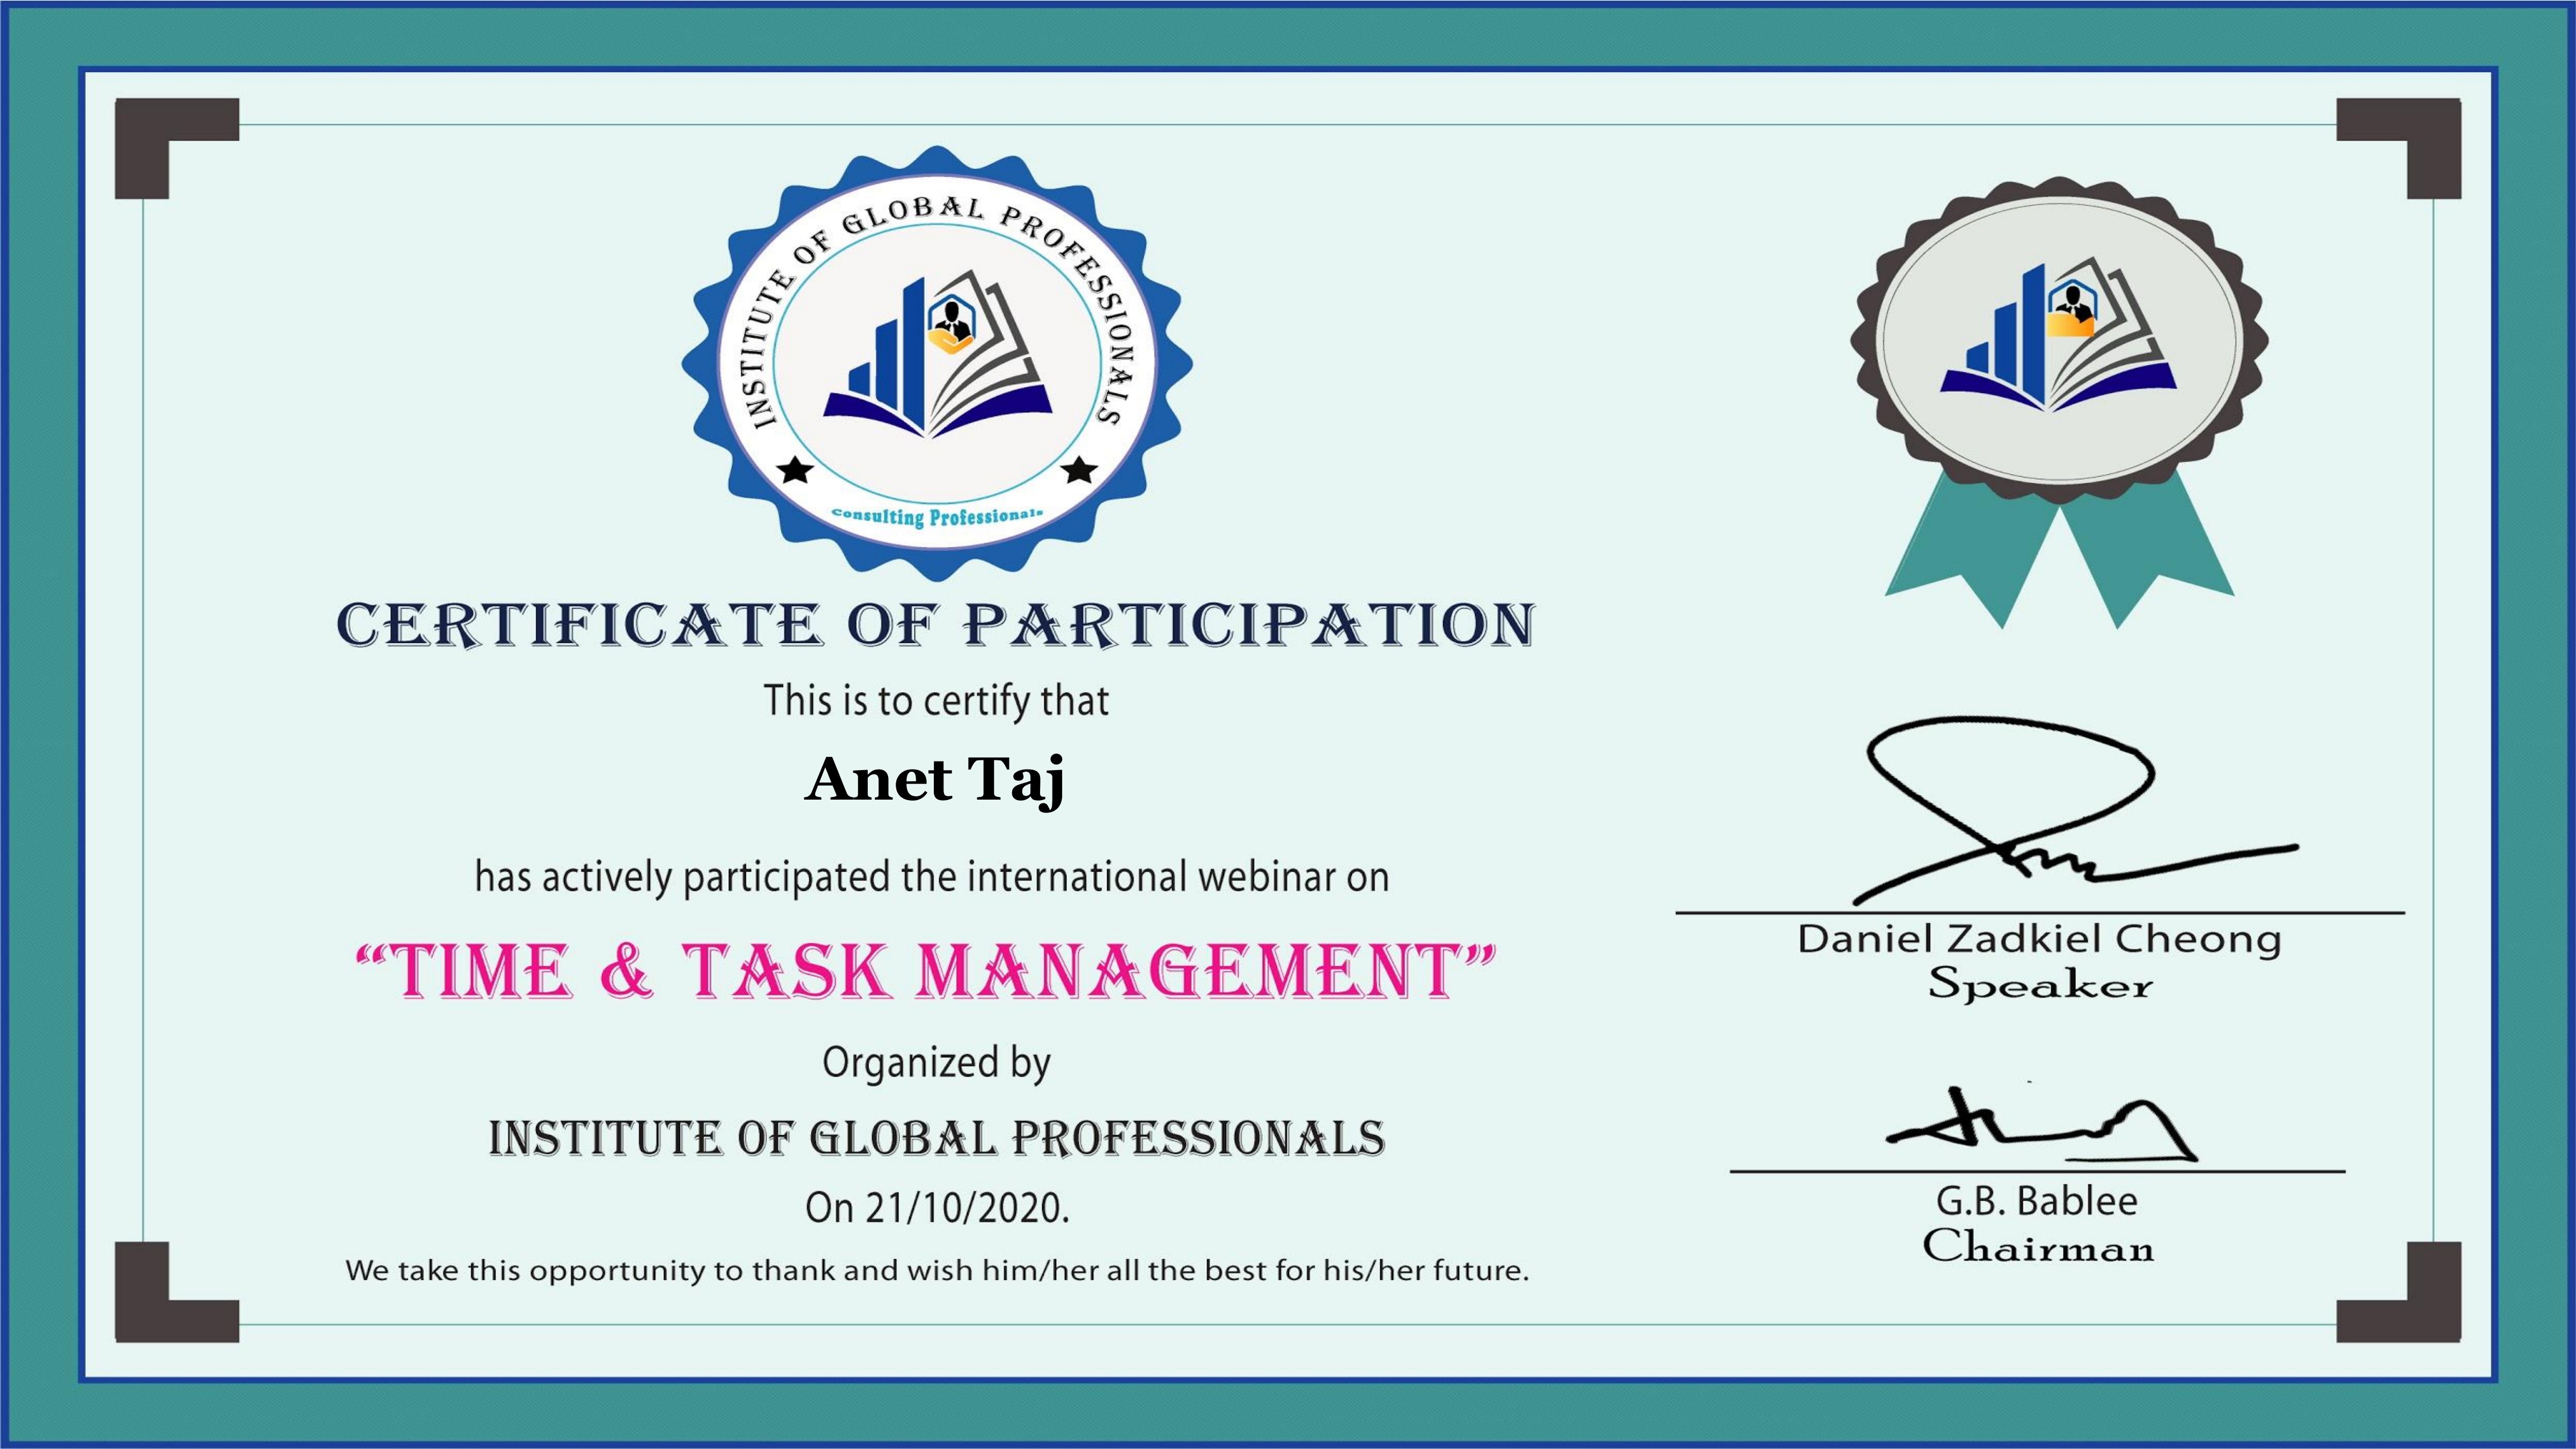 INSTITUTE OF GLOBAL PROFESSIONALS
Consulting Professionals
CERTIFICATE OF PARTICIPATION
This is to certify that
Anet Taj
has actively participated the international webinar on
“TIME & TASK MANAGEMENT”
Organized by
INSTITUTE OF GLOBAL PROFESSIONALS
On 21/10/2020.
We take this opportunity to thank and wish him/her all the best for his/her future.
Daniel Zadkiel Cheong
Speaker
G.B. Bablee
Chairman